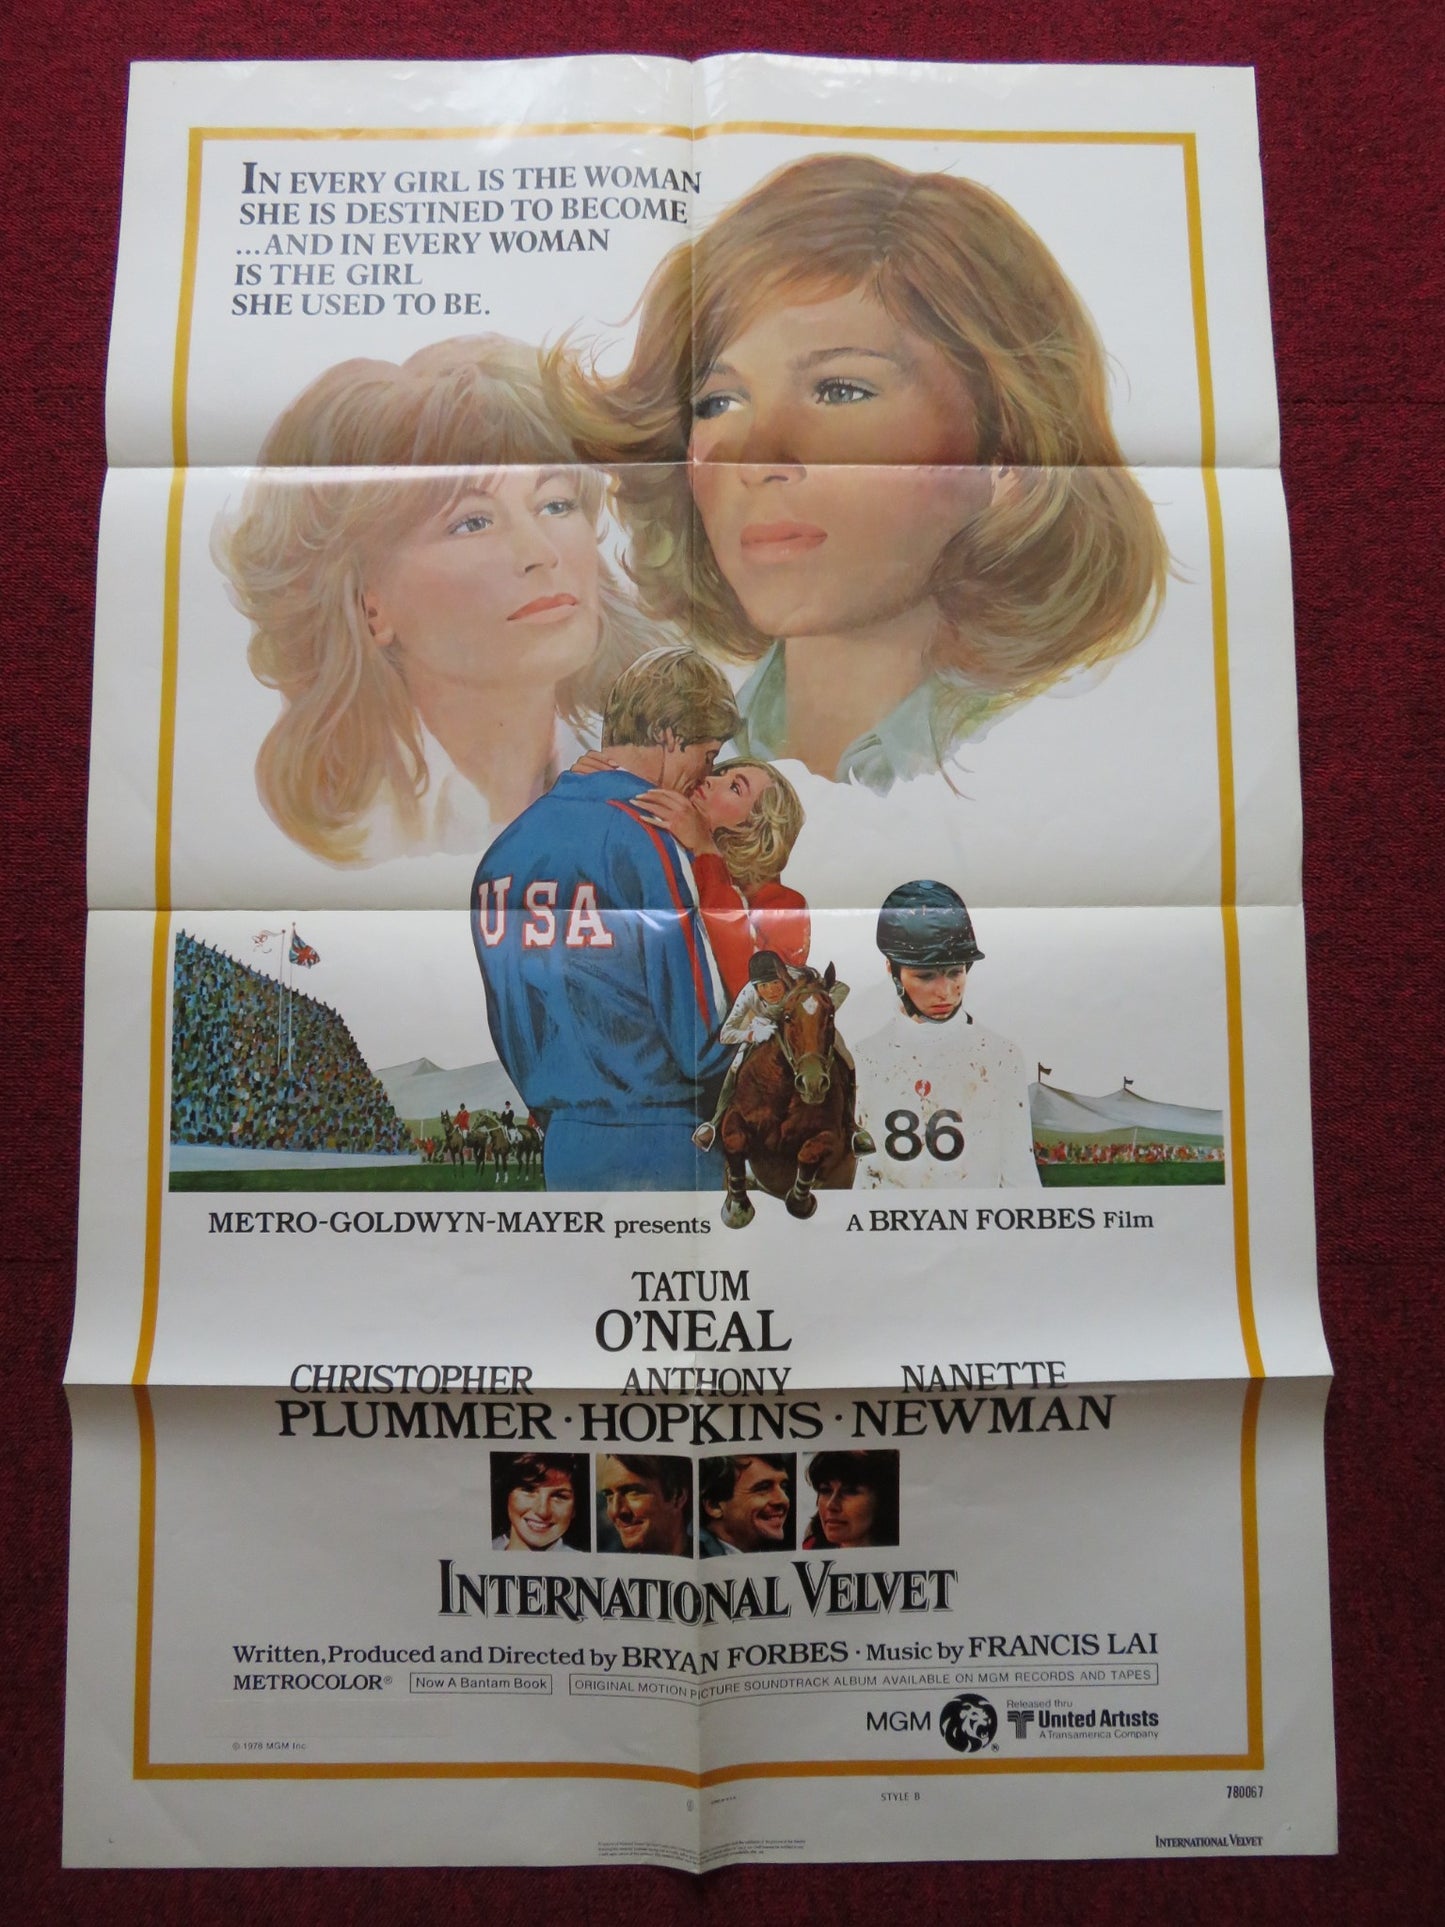 IN EVERY GIRL IS THE WOMAN
SHE IS DESTINED TO BECOME
...AND IN EVERY WOMAN
IS THE GIRL
SHE USED TO BE.
USA
86
METRO-GOLDWYN-MAYER presents
A BRYAN FORBES Film
TATUM
O'NEAL
CHRISTOPHER ANTHONY NANETTE
PLUMMER · HOPKINS · NEWMAN
INTERNATIONAL VELVET
Written, Produced and Directed by BRYAN FORBES · Music by FRANCIS LAI
METROCOLOR® Now A Bantam Book ORIGINAL MOTION PICTURE SOUNDTRACK ALBUM AVAILABLE ON MGM RECORDS AND TAPES
MGM
Released thru
United Artists
A Transamerica Company
© 1978 MGM Inc.
STYLE B
780067
INTERNATIONAL VELVET